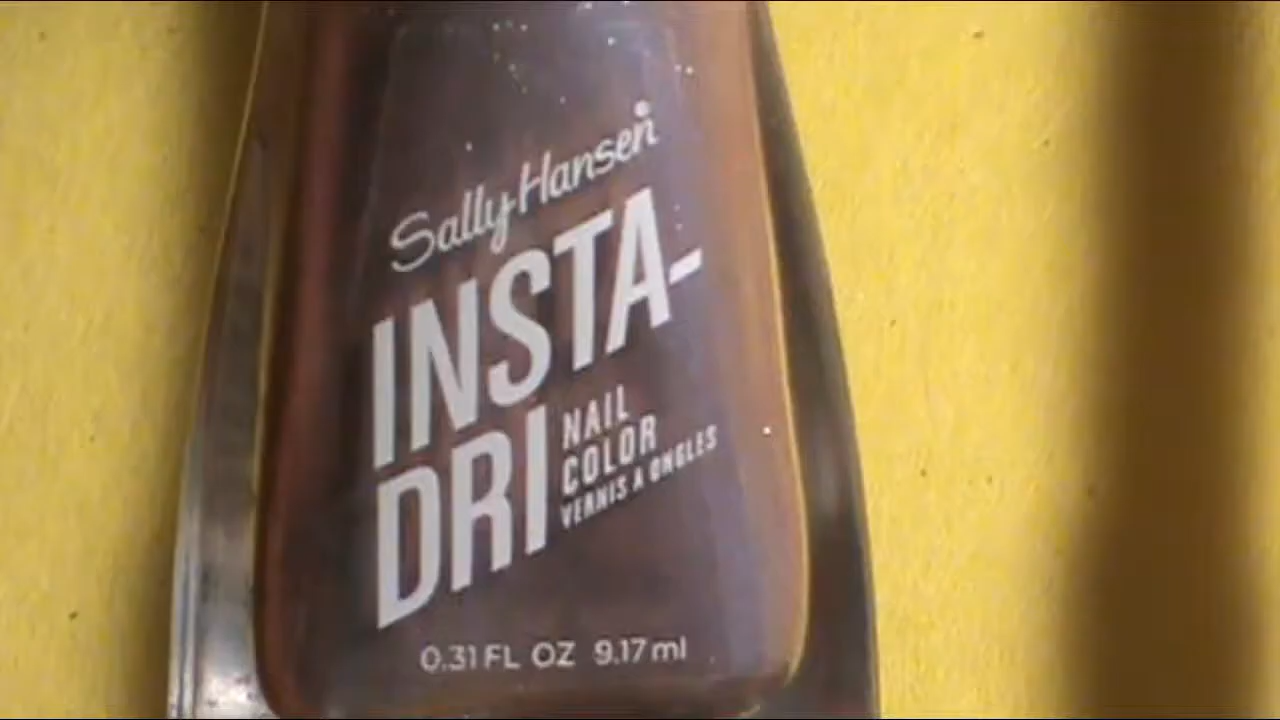 Sally Hansen
INSTA-
DRI
NAIL
COLOR
VERNIS A ONGLES
0.31 FL OZ 9.17 ml